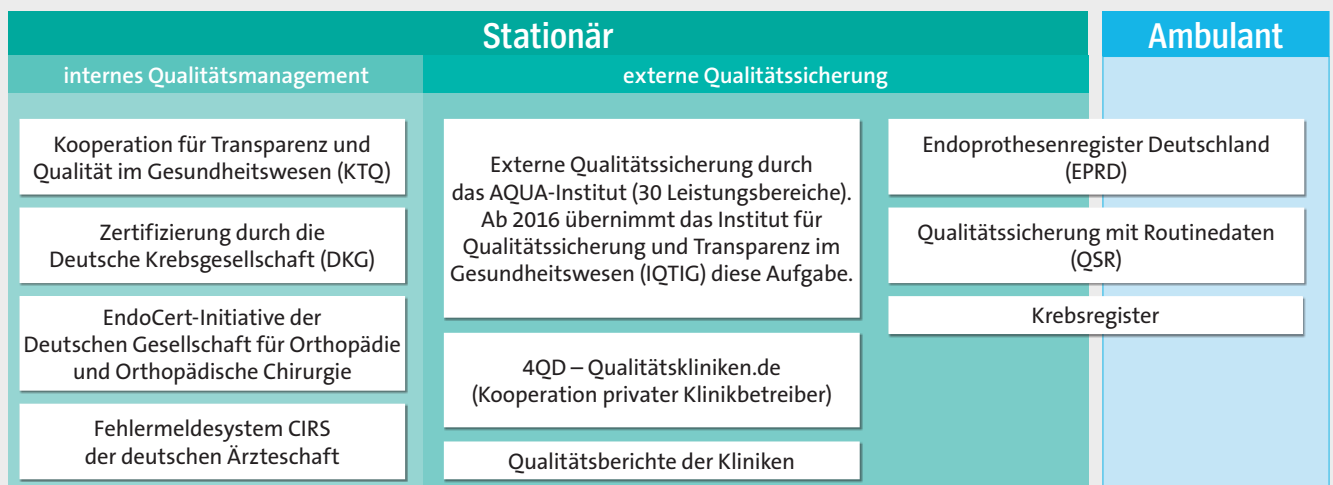 Stationär
Ambulant
internes Qualitätsmanagement
externe Qualitätssicherung
Kooperation für Transparenz und
Qualität im Gesundheitswesen (KTQ)
Zertifizierung durch die
Deutsche Krebsgesellschaft (DKG)
EndoCert-Initiative der
Deutschen Gesellschaft für Orthopädie
und Orthopädische Chirurgie
Fehlermeldesystem CIRS
der deutschen Ärzteschaft
Externe Qualitätssicherung durch
das AQUA-Institut (30 Leistungsbereiche).
Ab 2016 übernimmt das Institut für
Qualitätssicherung und Transparenz im
Gesundheitswesen (IQTIG) diese Aufgabe.
4QD – Qualitätskliniken.de
(Kooperation privater Klinikbetreiber)
Qualitätsberichte der Kliniken
Endoprothesenregister Deutschland
(EPRD)
Qualitätssicherung mit Routinedaten
(QSR)
Krebsregister